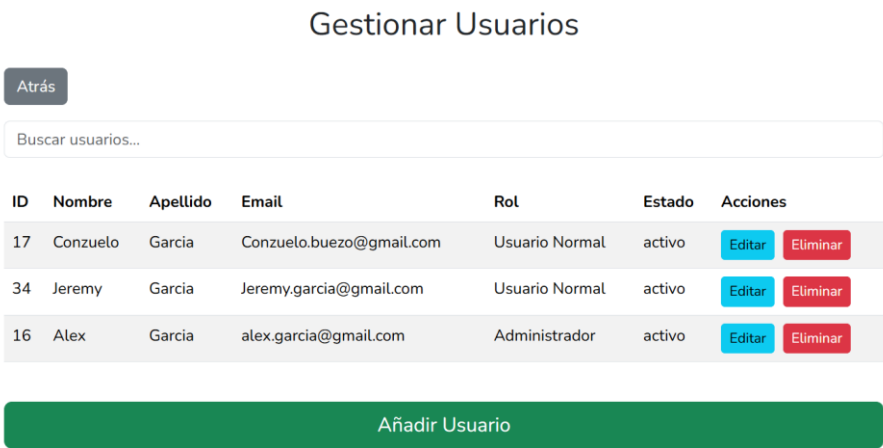 Gestionar Usuarios
Atrás
Buscar usuarios...
ID Nombre Apellido Email Rol Estado Acciones
17 Conzuelo Garcia Conzuelo.buezo@gmail.com Usuario Normal activo Editar Eliminar
34 Jeremy Garcia Jeremy.garcia@gmail.com Usuario Normal activo Editar Eliminar
16 Alex Garcia alex.garcia@gmail.com Administrador activo Editar Eliminar
Añadir Usuario